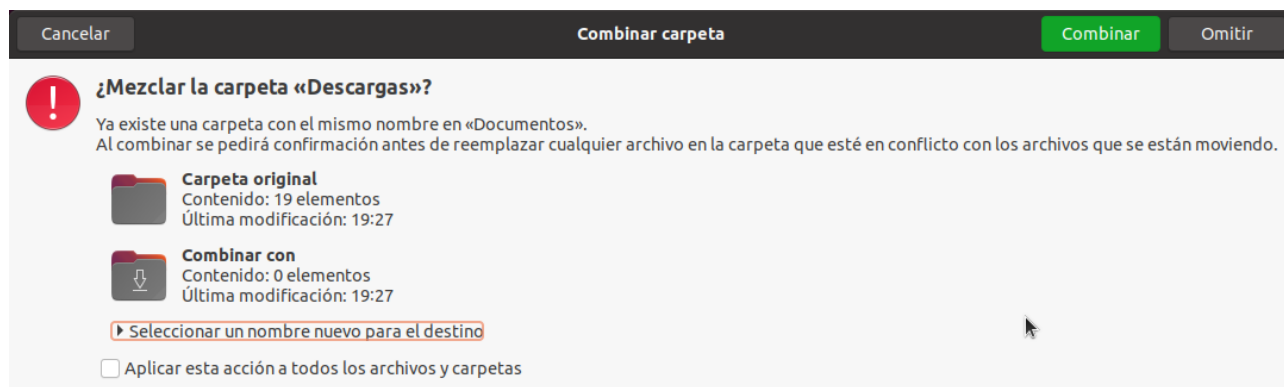 Cancelar
Combinar carpeta
Combinar
Omitir
¿Mezclar la carpeta «Descargas»?
Ya existe una carpeta con el mismo nombre en «Documentos».
Al combinar se pedirá confirmación antes de reemplazar cualquier archivo en la carpeta que esté en conflicto con los archivos que se están moviendo.
Carpeta original
Contenido: 19 elementos
Última modificación: 19:27
Combinar con
Contenido: 0 elementos
Última modificación: 19:27
Seleccionar un nombre nuevo para el destino
Aplicar esta acción a todos los archivos y carpetas